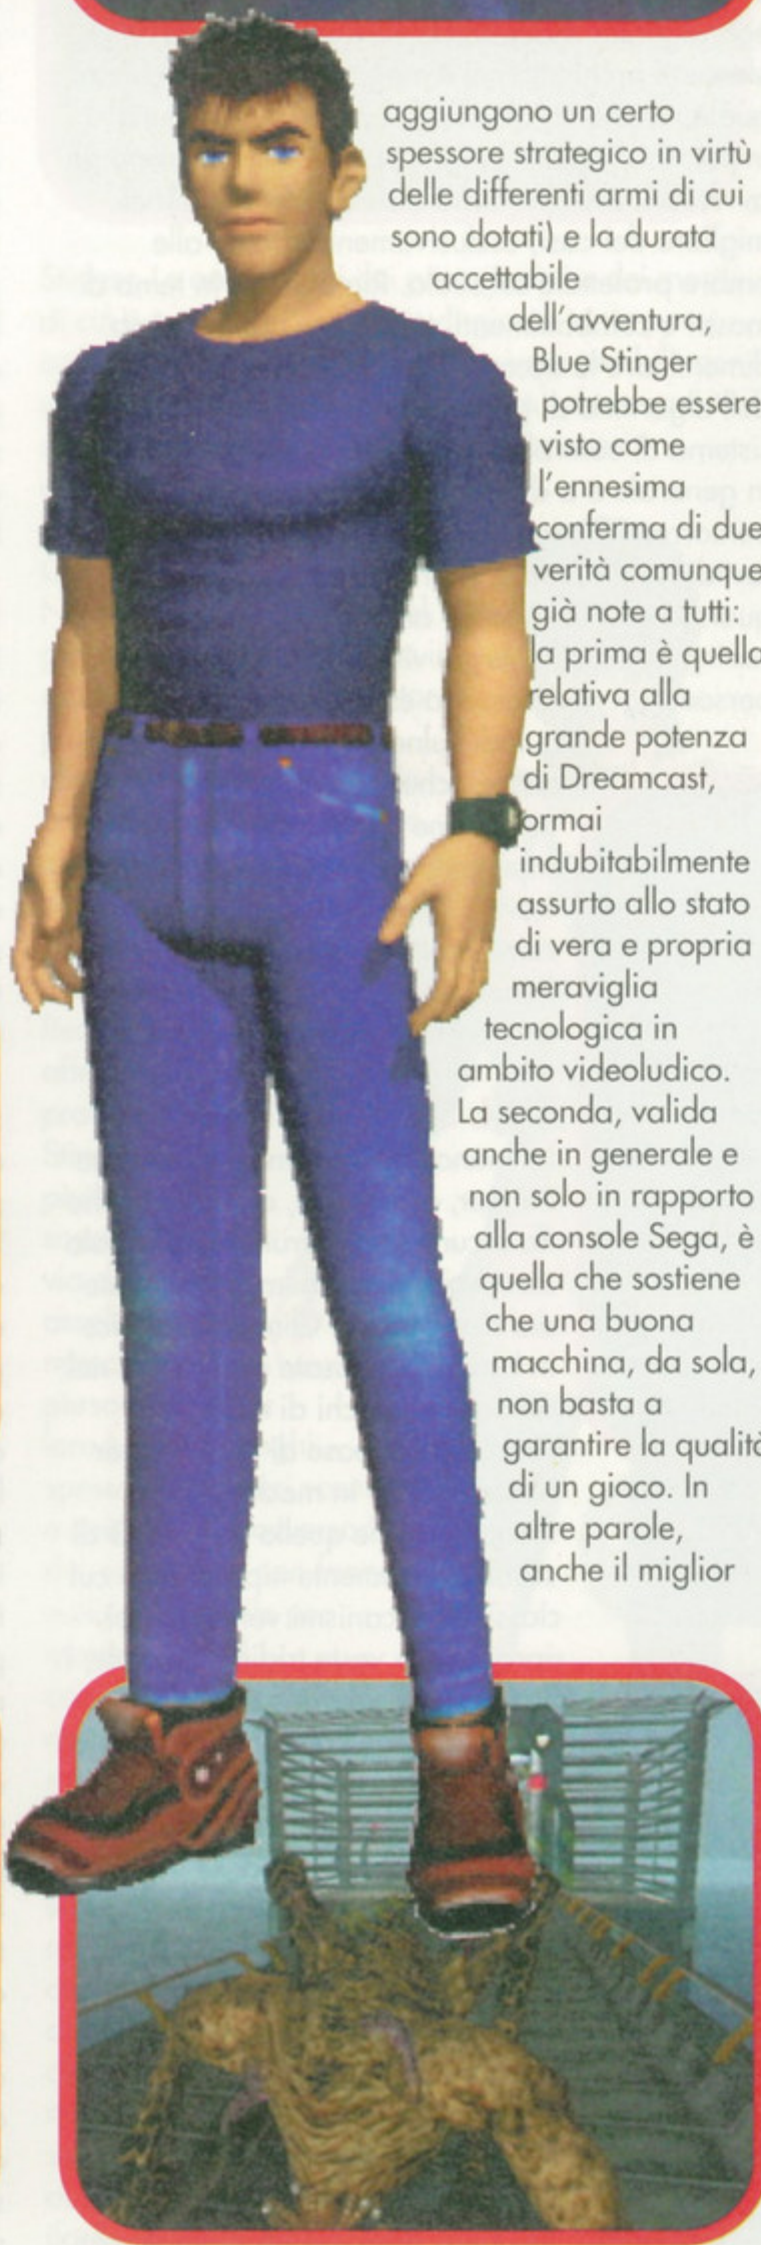 aggiungono un certo
spessore strategico in virtù
delle differenti armi di cui
sono dotati) e la durata
accettabile
dell'avventura,
Blue Stinger
potrebbe essere
visto come
l'ennesima
conferma di due
verità comunque
già note a tutti:
la prima è quella
relativa alla
grande potenza
di Dreamcast,
ormai
indubitabilmente
assurto allo stato
di vera e propria
meraviglia
tecnologica in
ambito videoludico.
La seconda, valida
anche in generale e
non solo in rapporto
alla console Sega, è
quella che sostiene
che una buona
macchina, da sola,
non basta a
garantire la qualità
di un gioco. In
altre parole,
anche il miglior